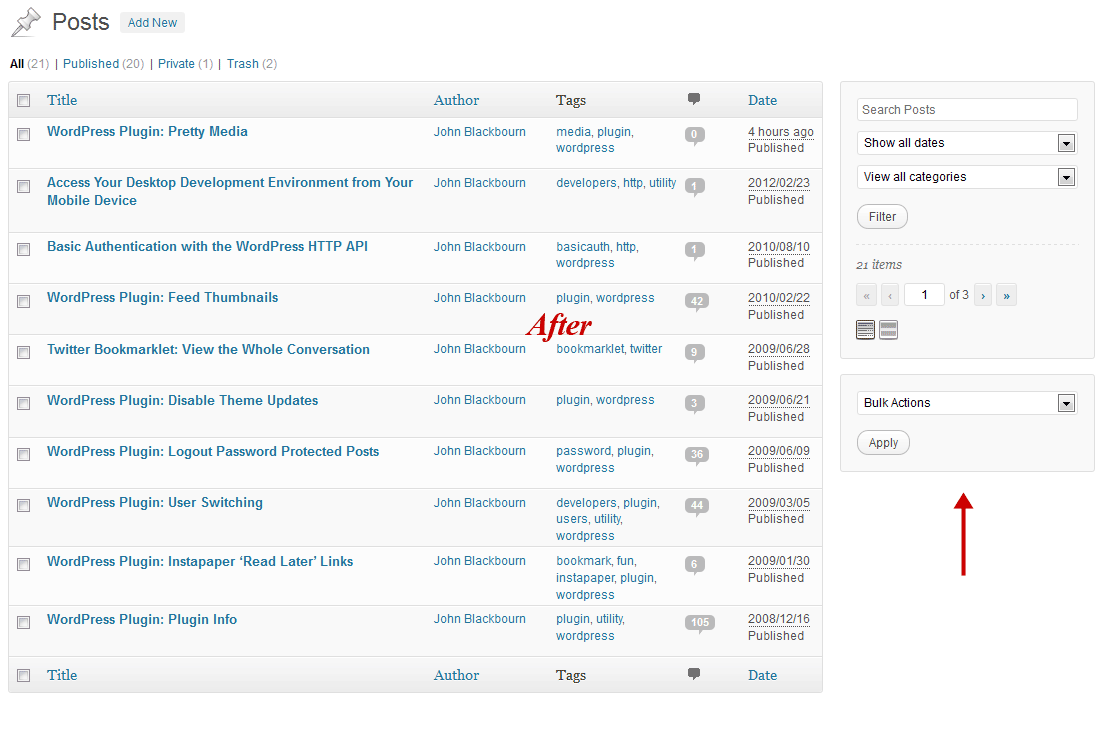 Posts Add New
All (21) | Published (20) | Private (1) | Trash (2)
Title Author Tags Date
WordPress Plugin: Pretty Media John Blackbourn media, plugin, 0 4 hours ago
wordpress Published
Access Your Desktop Development Environment from Your John Blackbourn developers, http, utility 1 2012/02/23
Mobile Device Published
Basic Authentication with the WordPress HTTP API John Blackbourn basicauth, http, 1 2010/08/10
wordpress Published
WordPress Plugin: Feed Thumbnails John Blackbourn plugin, wordpress 42 2010/02/22
Published
After
Twitter Bookmarklet: View the Whole Conversation John Blackbourn bookmarklet, twitter 9 2009/06/28
Published
WordPress Plugin: Disable Theme Updates John Blackbourn plugin, wordpress 3 2009/06/21
Published
WordPress Plugin: Logout Password Protected Posts John Blackbourn password, plugin, 36 2009/06/09
wordpress Published
WordPress Plugin: User Switching John Blackbourn developers, plugin, 44 2009/03/05
users, utility, Published
wordpress
WordPress Plugin: Instapaper ‘Read Later’ Links John Blackbourn bookmark, fun, 6 2009/01/30
instapaper, plugin, Published
wordpress
WordPress Plugin: Plugin Info John Blackbourn plugin, utility, 105 2008/12/16
wordpress Published
Title Author Tags Date
Search Posts
Show all dates
View all categories
Filter
21 items
« ‹ 1 of 3 › »
Bulk Actions
Apply